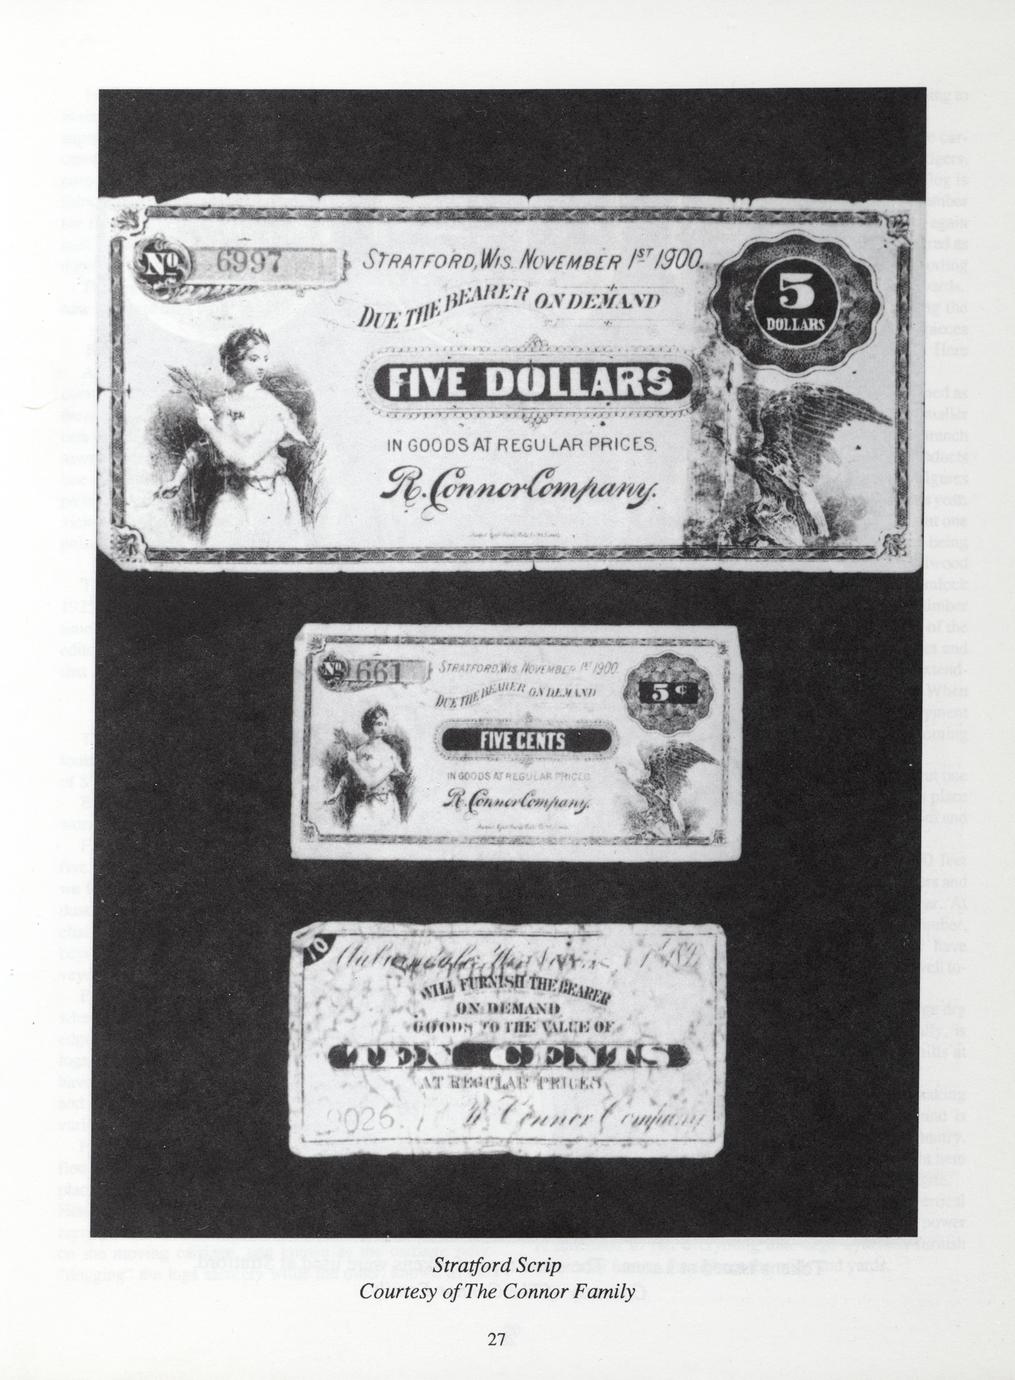 No 6997
STRATFORD, WIS. NOVEMBER 1ST 1900.
DUE THE BEARER ON DEMAND
5
DOLLARS
FIVE DOLLARS
IN GOODS AT REGULAR PRICES.
R. Connor Company.
No 661
STRATFORD, WIS. NOVEMBER 1ST 1900
DUE THE BEARER ON DEMAND
5¢
FIVE CENTS
IN GOODS AT REGULAR PRICES
R. Connor Company.
10
Auburndale, Wis.
WILL FURNISH THE BEARER
ON DEMAND
GOODS TO THE VALUE OF
TEN CENTS
AT REGULAR PRICES
R Connor Company
Stratford Scrip
Courtesy of The Connor Family
27